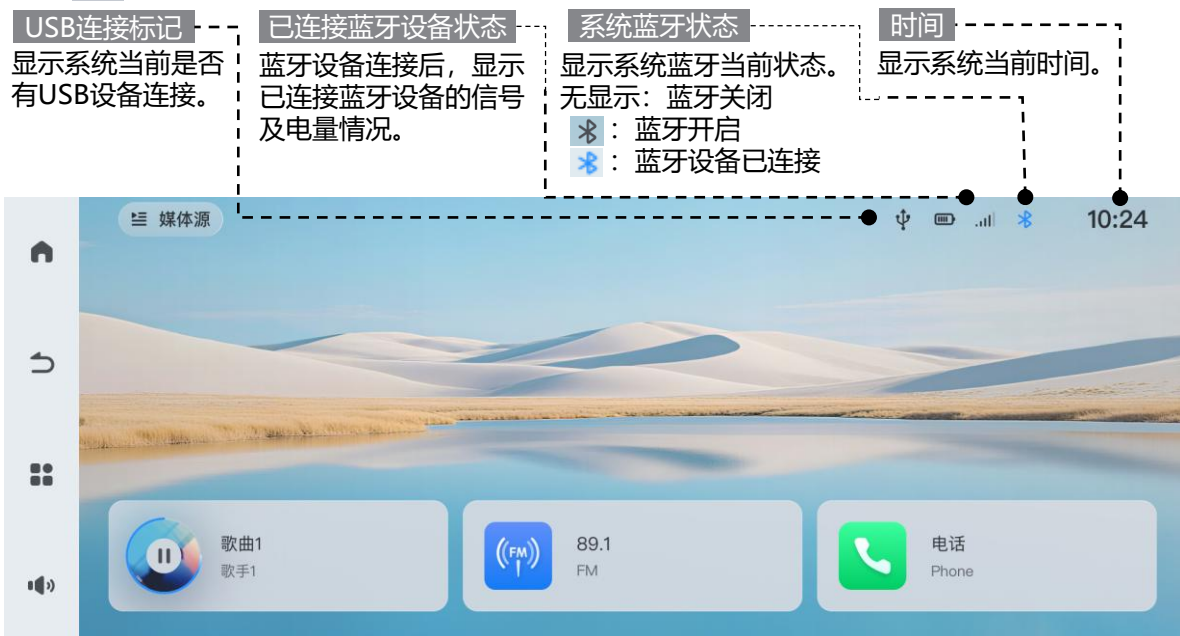 USB连接标记
显示系统当前是否
有USB设备连接。
已连接蓝牙设备状态
蓝牙设备连接后，显示
已连接蓝牙设备的信号
及电量情况。
系统蓝牙状态
显示系统蓝牙当前状态。
无显示：蓝牙关闭
：蓝牙开启
：蓝牙设备已连接
时间
显示系统当前时间。
媒体源
10:24
歌曲1
歌手1
FM
89.1
FM
电话
Phone